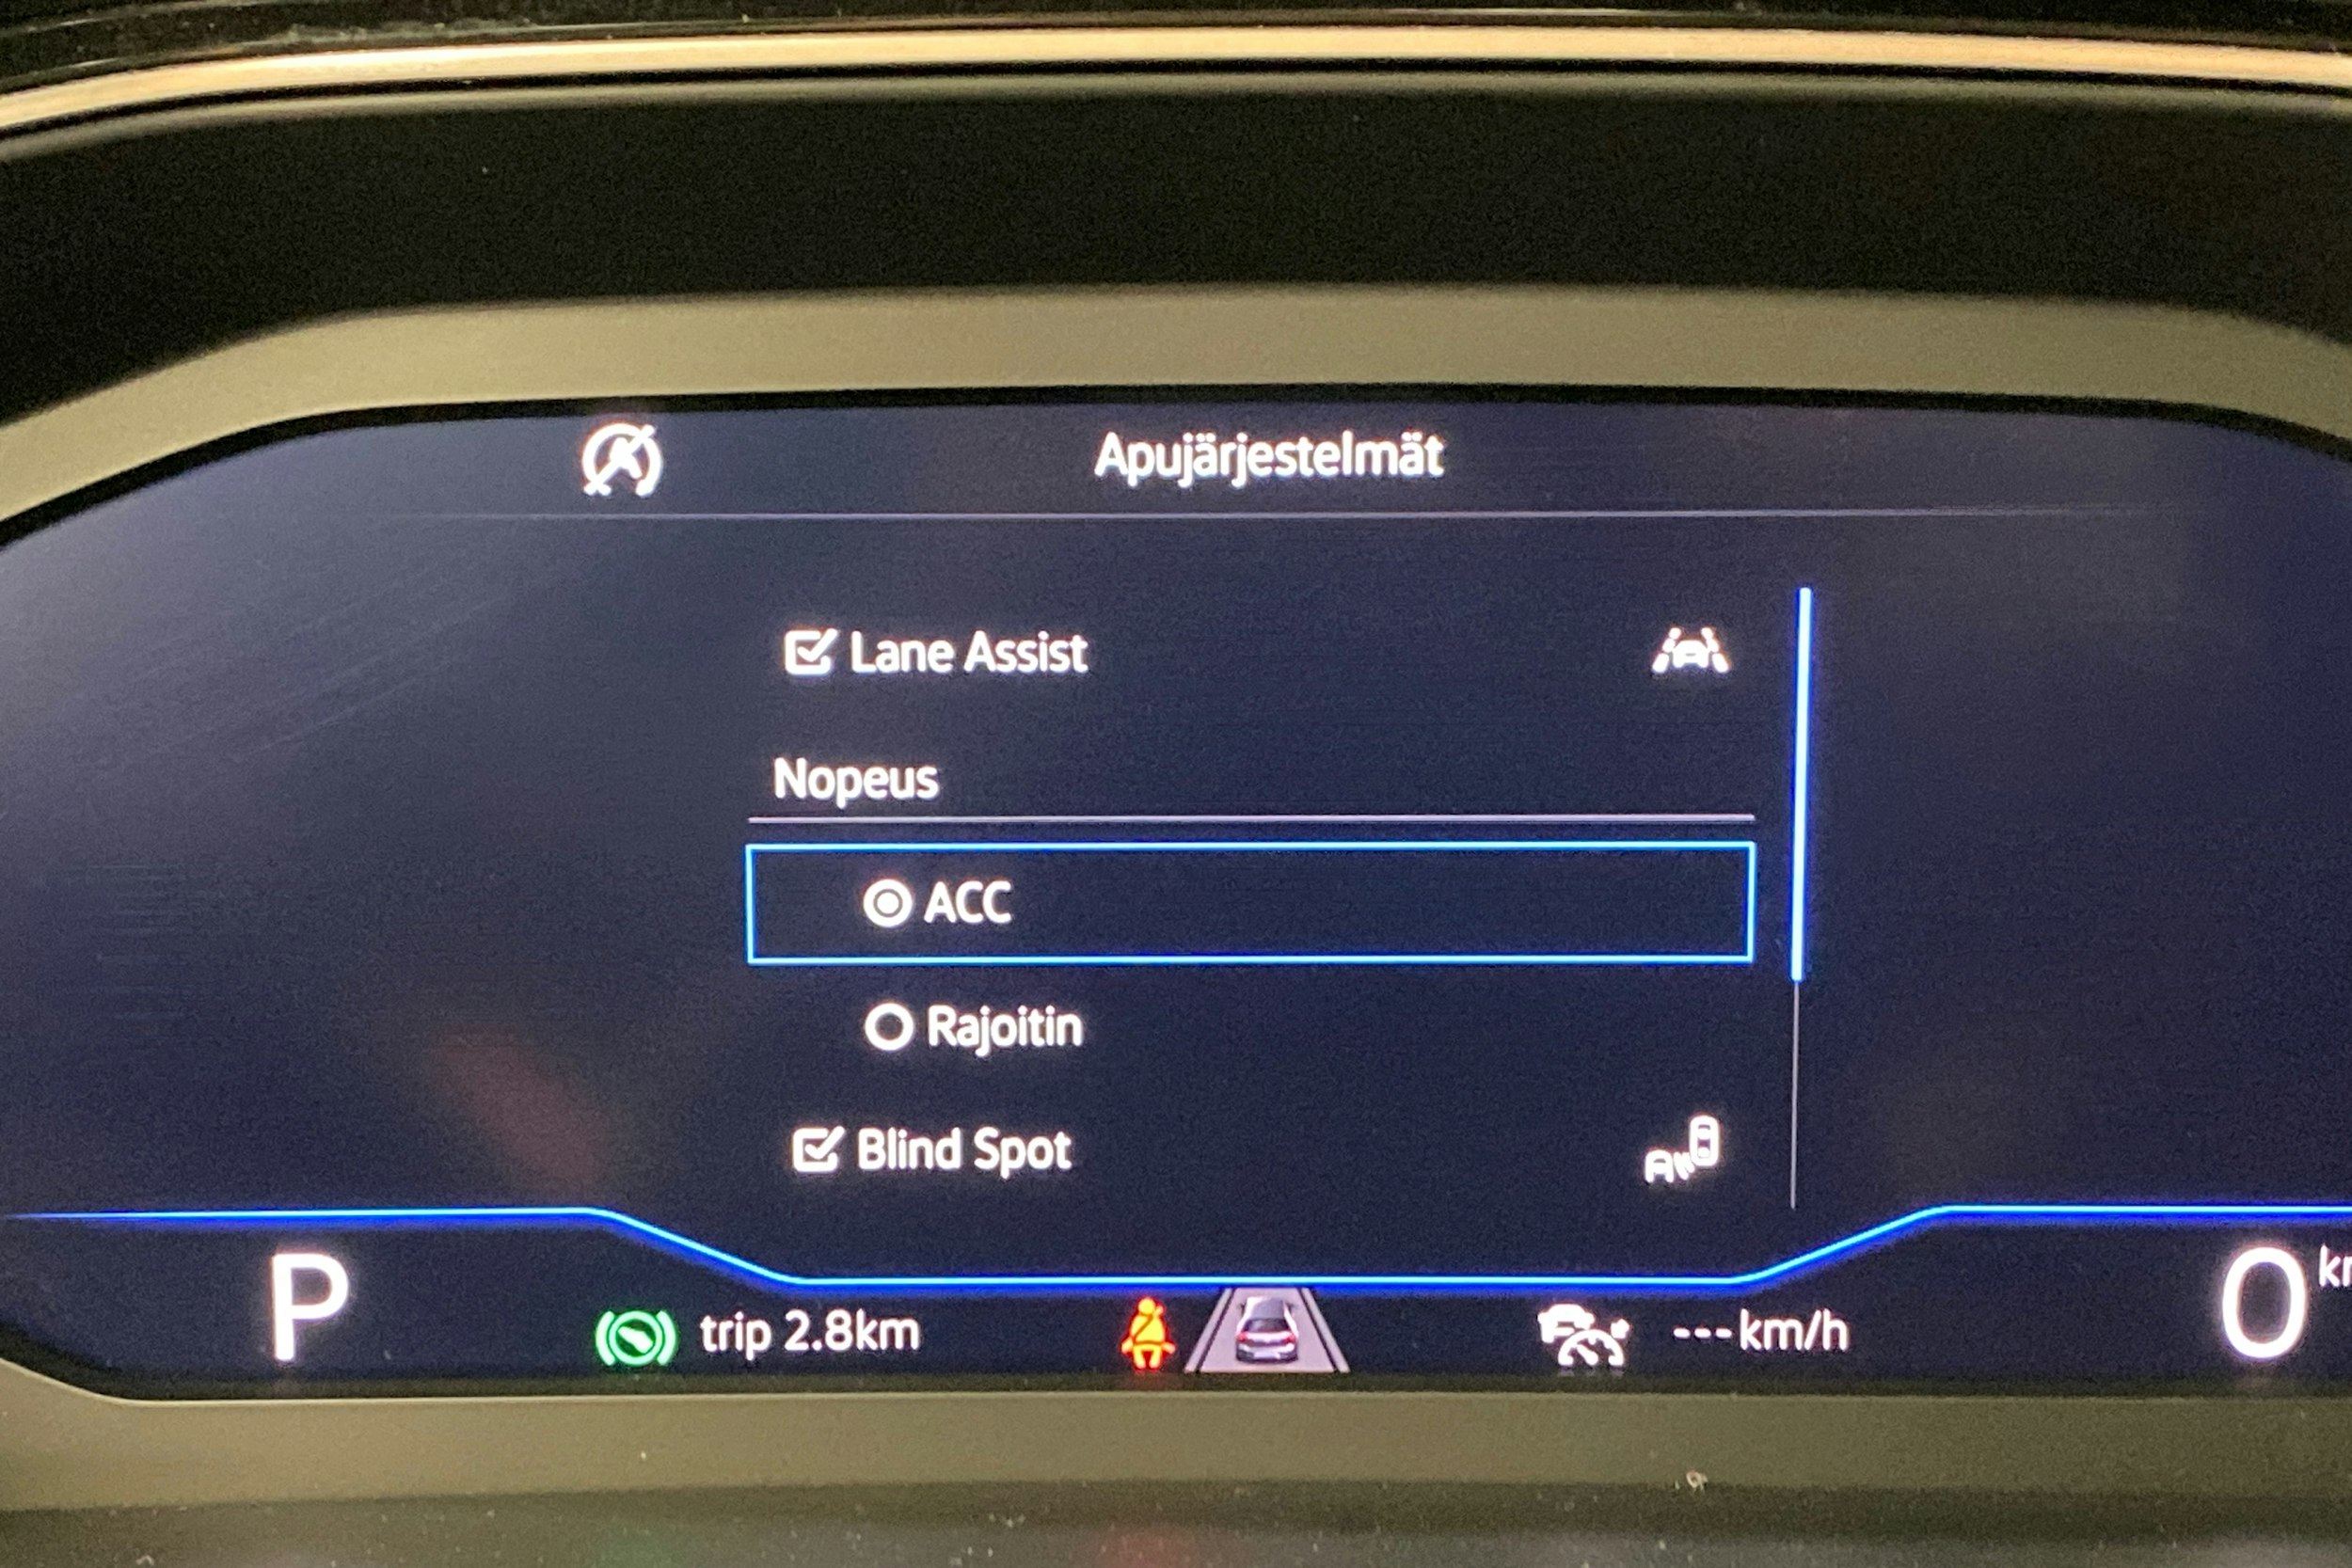 Apujärjestelmät
Lane Assist
Nopeus
ACC
Rajoitin
Blind Spot
P
trip 2.8km
---km/h
0